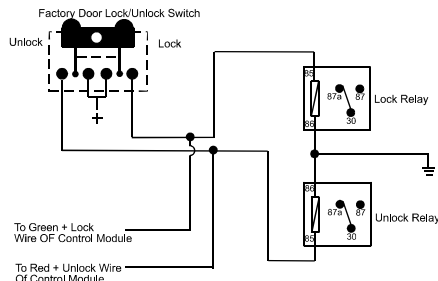 Factory Door Lock/Unlock Switch
Unlock
Lock
+
85
87a
87
30
86
Lock Relay
86
87a
87
30
85
Unlock Relay
To Green + Lock
Wire OF Control Module
To Red + Unlock Wire
Of Control Module